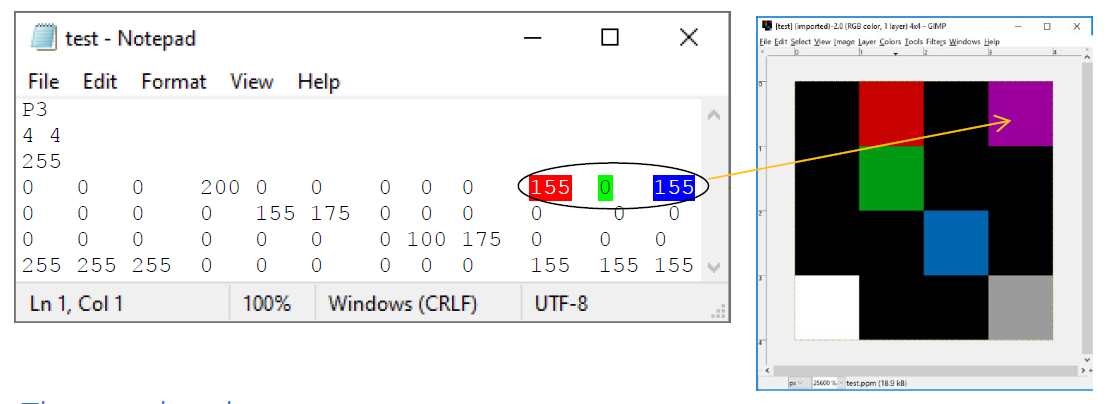 test - Notepad
File Edit Format View Help
P3
4 4
255
0 0 0 200 0 0 0 0 0 155 0 155
0 0 0 0 155 175 0 0 0 0 0 0
0 0 0 0 0 0 0 100 175 0 0 0
255 255 255 0 0 0 0 0 0 155 155 155
Ln 1, Col 1 100% Windows (CRLF) UTF-8
[test] (imported)-2.0 (RGB color, 1 layer) 4x4 – GIMP
File Edit Select View Image Layer Colors Tools Filters Windows Help
0 1 2 3 4
0
1
2
3
4
px 25600 % test.ppm (18.9 kB)